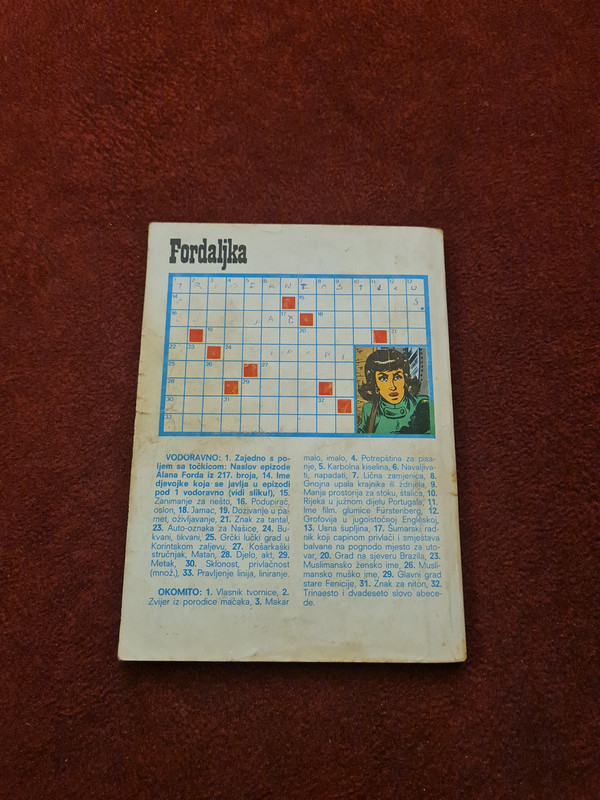 Fordaljka
VODORAVNO: 1. Zajedno s po-
ljem sa točkicom: Naslov epizode
Alana Forda iz 217. broja, 14. Ime
djevojke koja se javlja u epizodi
pod 1 vodoravno (vidi sliku!), 15.
Zanimanje za nešto, 16. Podupirač,
oslon, 18. Jamac, 19. Dozivanje u pa-
met, oživljavanje, 21. Znak za tantal,
23. Auto-oznaka za Našice, 24. Bu-
kvani, tikvani, 25. Grčki lučki grad u
Korintskom zaljevu, 27. Košarkaški
stručnjak, Matan, 28. Djelo, akt, 29.
Metak, 30. Sklonost, privlačnost
(množ.), 33. Pravljenje linija, liniranje.
OKOMITO: 1. Vlasnik tvornice, 2.
Zvijer iz porodice mačaka, 3. Makar
malo, imalo, 4. Potrepština za pisa-
nje, 5. Karbolna kiselina, 6. Navaljiva-
ti, napadati, 7. Lična zamjenica, 8.
Gnojna upala krajnika ili ždrijela, 9.
Manja prostorija za stoku, štalica, 10.
Rijeka u južnom dijelu Portugala, 11.
Ime film. glumice Fürstenberg, 12.
Grofovija u jugoistočnoj Engleskoj,
13. Usna šupljina, 17. Šumarski rad-
nik koji capinom privlači i smještava
balvane na pogodno mjesto za uto-
var, 20. Grad na sjeveru Brazila, 23.
Muslimansko žensko ime, 26. Musli-
mansko muško ime, 29. Glavni grad
stare Fenicije, 31. Znak za niton, 32.
Trinaesto i dvadeseto slovo abece-
de.